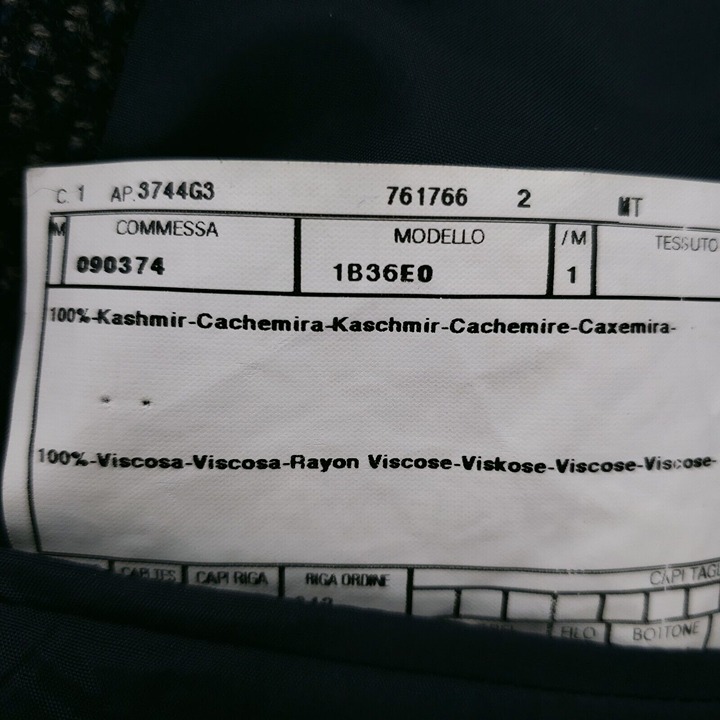 C. 1 AP. 3744G3 761766 2
M COMMESSA MODELLO /M TESSUTO
090374 1B36E0 1
100%-Kashmir-Cachemira-Kaschmir-Cachemire-Caxemira-
100%-Viscosa-Viscosa-Rayon Viscose-Viskose-Viscose-Viscose-
CAPI TES CAPI RIGA RIGA ORDINE CAPI TAGL
FILO BOTTONE